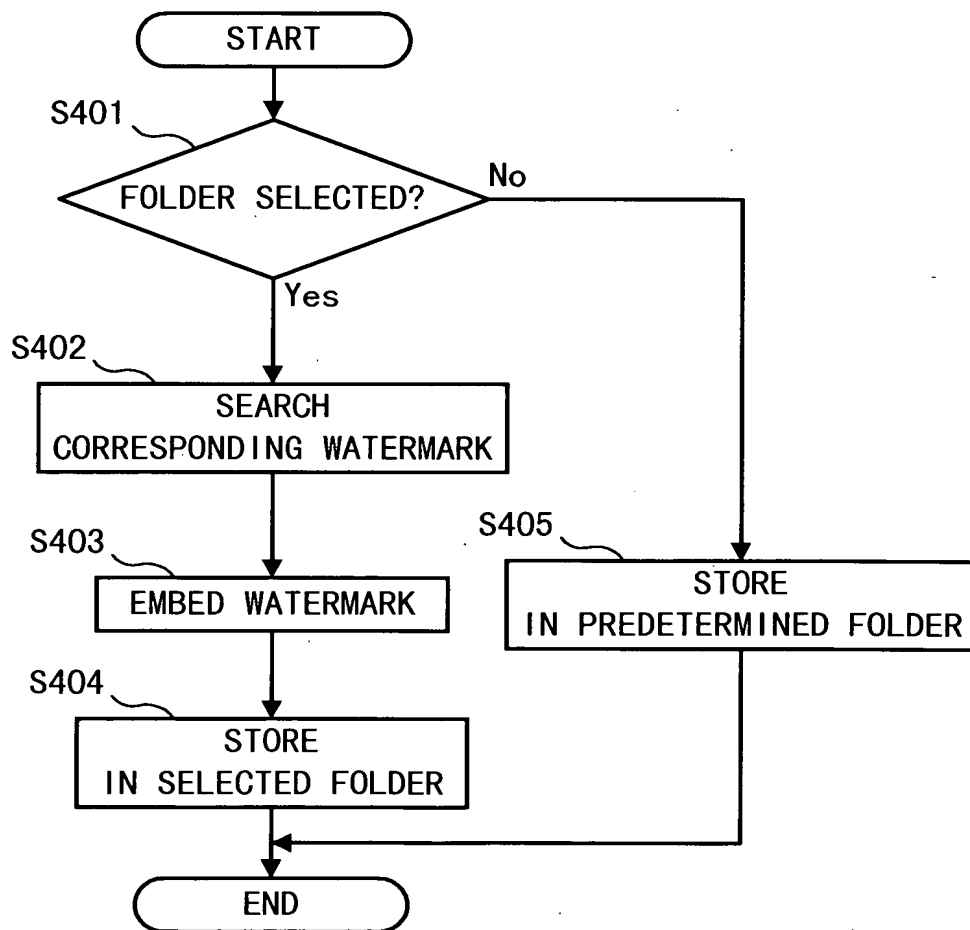 START
S401
FOLDER SELECTED?
No
Yes
S402
SEARCH
CORRESPONDING WATERMARK
S403
EMBED WATERMARK
S405
STORE
IN PREDETERMINED FOLDER
S404
STORE
IN SELECTED FOLDER
END